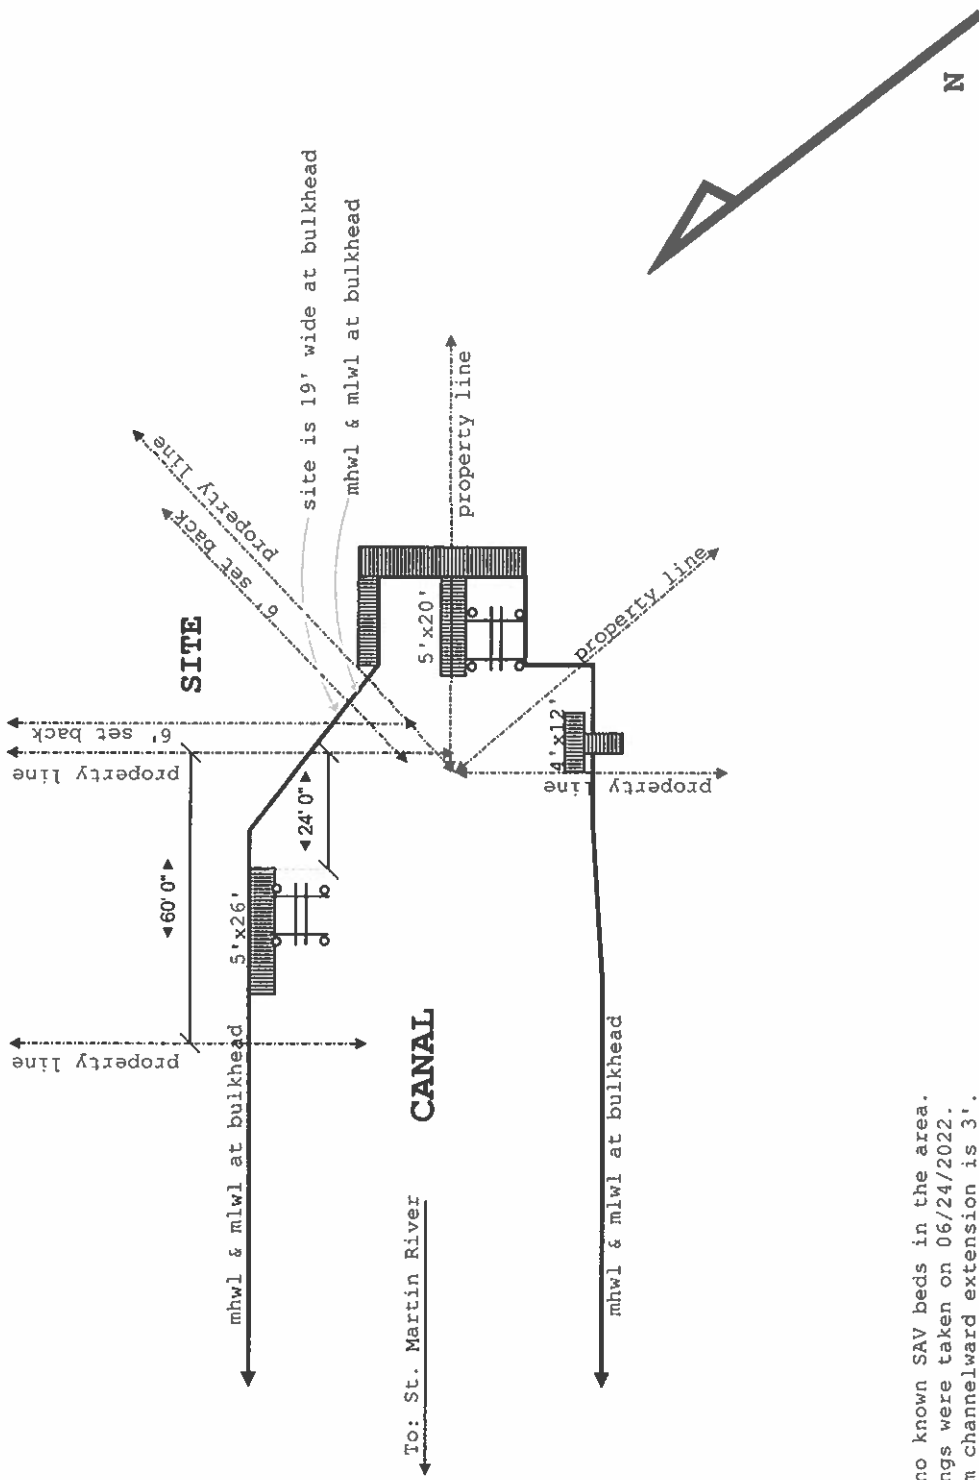 N
site is 19' wide at bulkhead
mhwl & mlwl at bulkhead
property line
6' set back
SITE
property line
5'x20'
property line
6' set back
property line
4'x12'
property line
◄24' 0"►
◄60' 0"►
5'x26'
property line
mhwl & mlwl at bulkhead
CANAL
mhwl & mlwl at bulkhead
To: St. Martin River
no known SAV beds in the area.
were taken on 06/24/2022.
channelward extension is 3'.